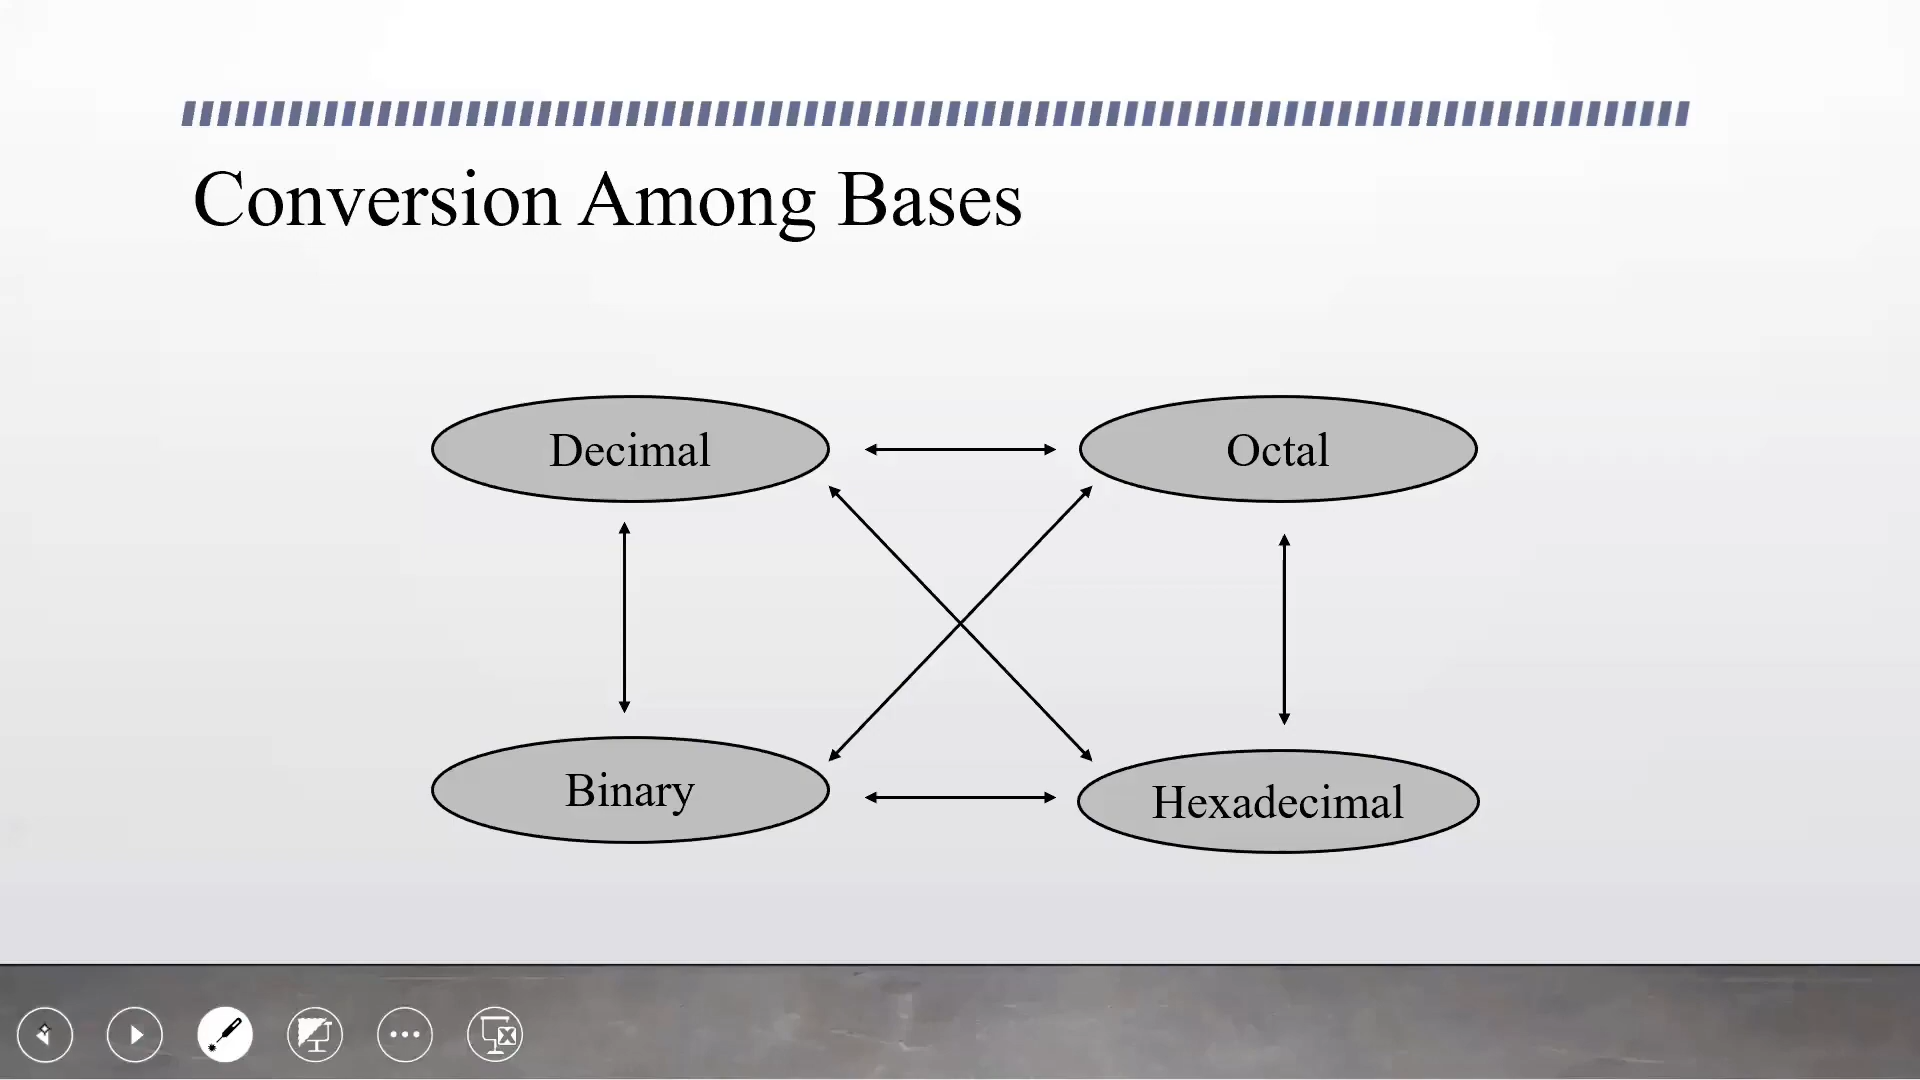 Conversion Among Bases
Decimal
Octal
Binary
Hexadecimal